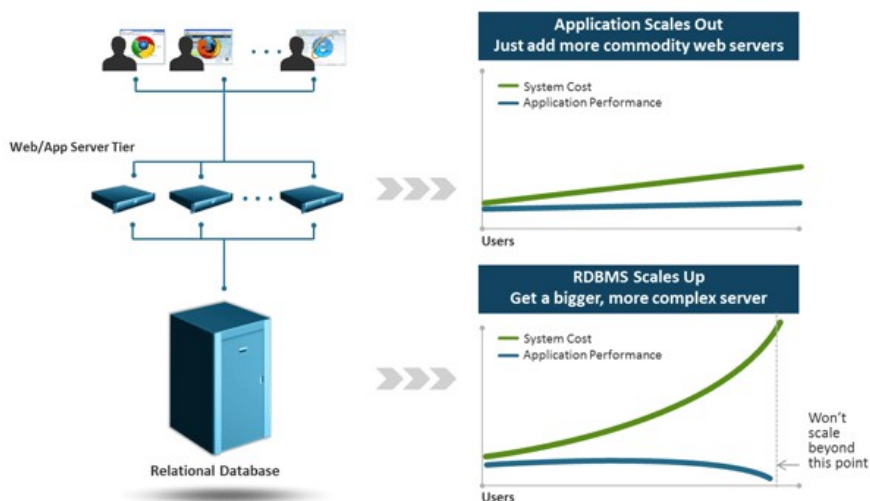 Application Scales Out
Just add more commodity web servers
System Cost
Application Performance
Users
Web/App Server Tier
RDBMS Scales Up
Get a bigger, more complex server
System Cost
Application Performance
Won't
scale
beyond
this point
Users
Relational Database